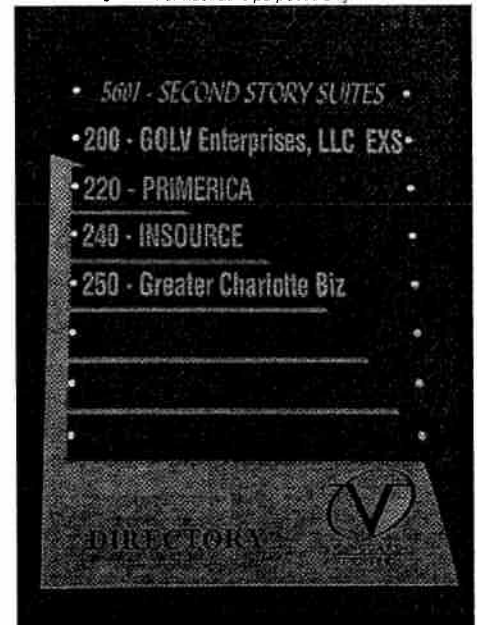 • 5601 - SECOND STORY SUITES •
• 200 - GOLV Enterprises, LLC EXS •
• 220 - PRIMERICA •
• 240 - INSOURCE •
• 250 - Greater Charlotte Biz •
DIRECTORY
V